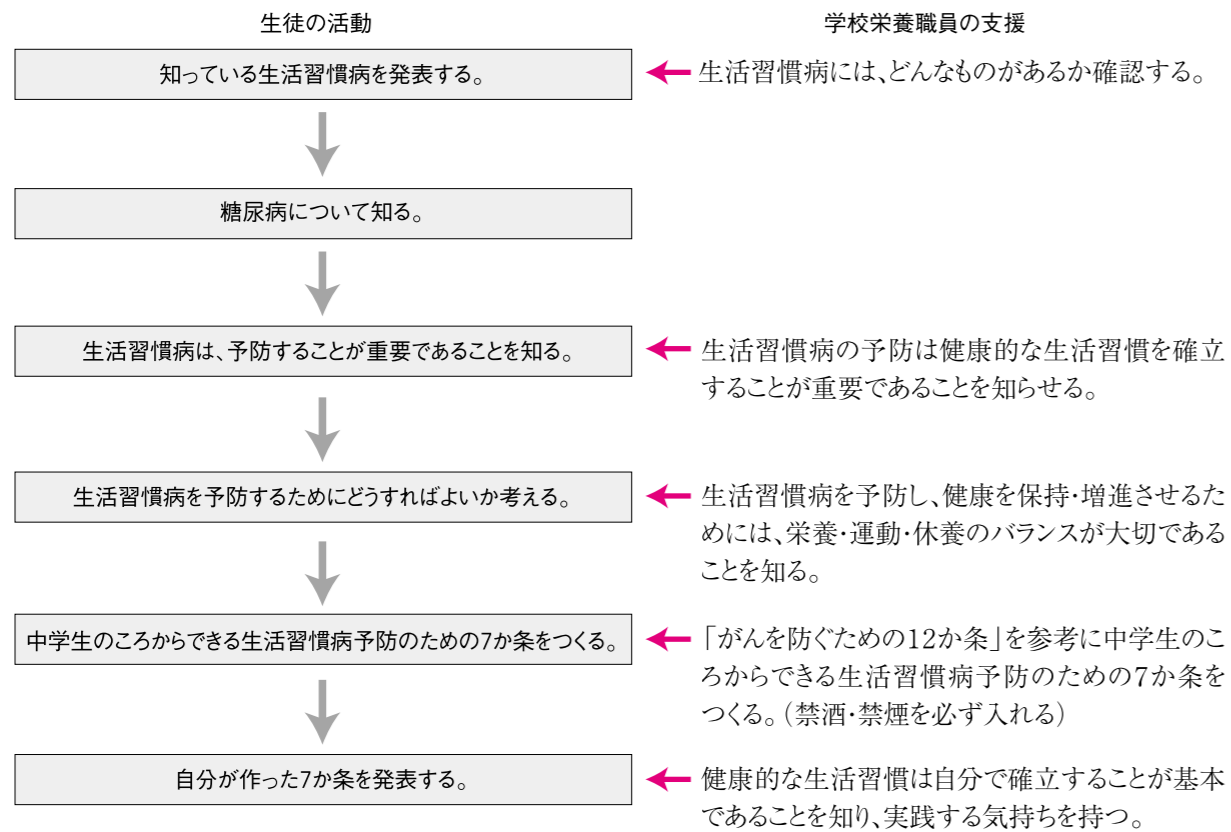 生徒の活動
学校栄養職員の支援
知っている生活習慣病を発表する。
生活習慣病には、どんなものがあるか確認する。
糖尿病について知る。
生活習慣病は、予防することが重要であることを知る。
生活習慣病の予防は健康的な生活習慣を確立
することが重要であることを知らせる。
生活習慣病を予防するためにどうすればよいか考える。
生活習慣病を予防し、健康を保持・増進させるた
めには、栄養・運動・休養のバランスが大切である
ことを知る。
中学生のころからできる生活習慣病予防のための7か条をつくる。
「がんを防ぐための12か条」を参考に中学生のこ
ろからできる生活習慣病予防のための7か条を
つくる。(禁酒・禁煙を必ず入れる)
自分が作った7か条を発表する。
健康的な生活習慣は自分で確立することが基本
であることを知り、実践する気持ちを持つ。